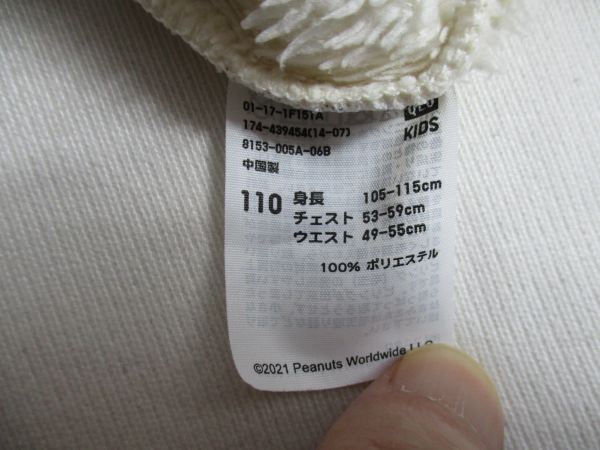 01-17-1F151A
174-439454(14-07)
8153-005A-06B
中国製
KIDS
110 身長 105-115cm
チェスト 53-59cm
ウエスト 49-55cm
100% ポリエステル
©2021 Peanuts Worldwide LLC